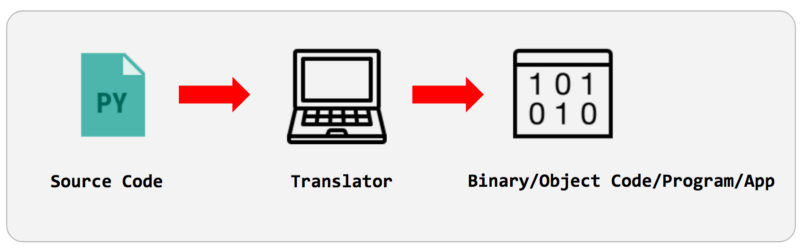 PY
101
010
Source Code
Translator
Binary/Object Code/Program/App